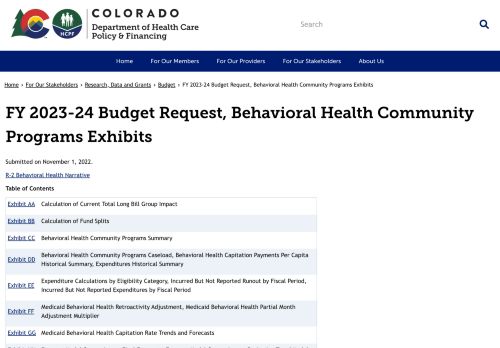 COLORADO
Department of Health Care
Policy & Financing
HCPF
Search
Home
For Our Members
For Our Providers
For Our Stakeholders
About Us
Home › For Our Stakeholders › Research, Data and Grants › Budget › FY 2023-24 Budget Request, Behavioral Health Community Programs Exhibits
FY 2023-24 Budget Request, Behavioral Health Community
Programs Exhibits
Submitted on November 1, 2022.
R-2 Behavioral Health Narrative
Table of Contents
Exhibit AA Calculation of Current Total Long Bill Group Impact
Exhibit BB Calculation of Fund Splits
Exhibit CC Behavioral Health Community Programs Summary
Exhibit DD Behavioral Health Community Programs Caseload, Behavioral Health Capitation Payments Per Capita
Historical Summary, Expenditures Historical Summary
Exhibit EE Expenditure Calculations by Eligibility Category, Incurred But Not Reported Runout by Fiscal Period,
Incurred But Not Reported Expenditures by Fiscal Period
Exhibit FF Medicaid Behavioral Health Retroactivity Adjustment, Medicaid Behavioral Health Partial Month
Adjustment Multiplier
Exhibit GG Medicaid Behavioral Health Capitation Rate Trends and Forecasts